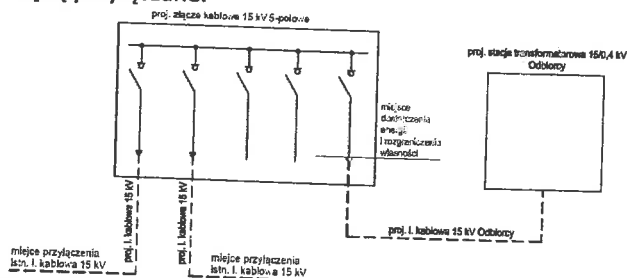 proj. złącze kablowe 15 kV 5-polowe
proj. stacja transformatorowa 15/0,4 kV
Odbiorcy
miejsce
dostarczenia
energii
i rozgraniczenia
własności
proj. l. kablowa 15 kV
proj. l. kablowa 15 kV
proj. l. kablowa 15 kV Odbiorcy
miejsce przyłączenia
istn. l. kablowa 15 kV
miejsce przyłączenia
istn. l. kablowa 15 kV